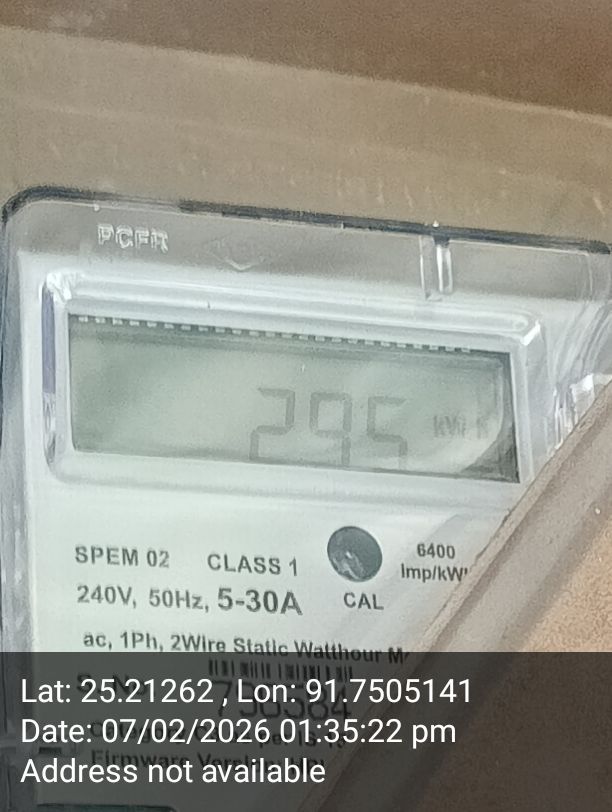 295 kWh
SPEM 02 CLASS 1
6400
Imp/kW
240V, 50Hz, 5-30A
CAL
ac, 1Ph, 2Wire Static Watthour M
Lat: 25.21262 , Lon: 91.7505141
Date: 07/02/2026 01:35:22 pm
Address not available